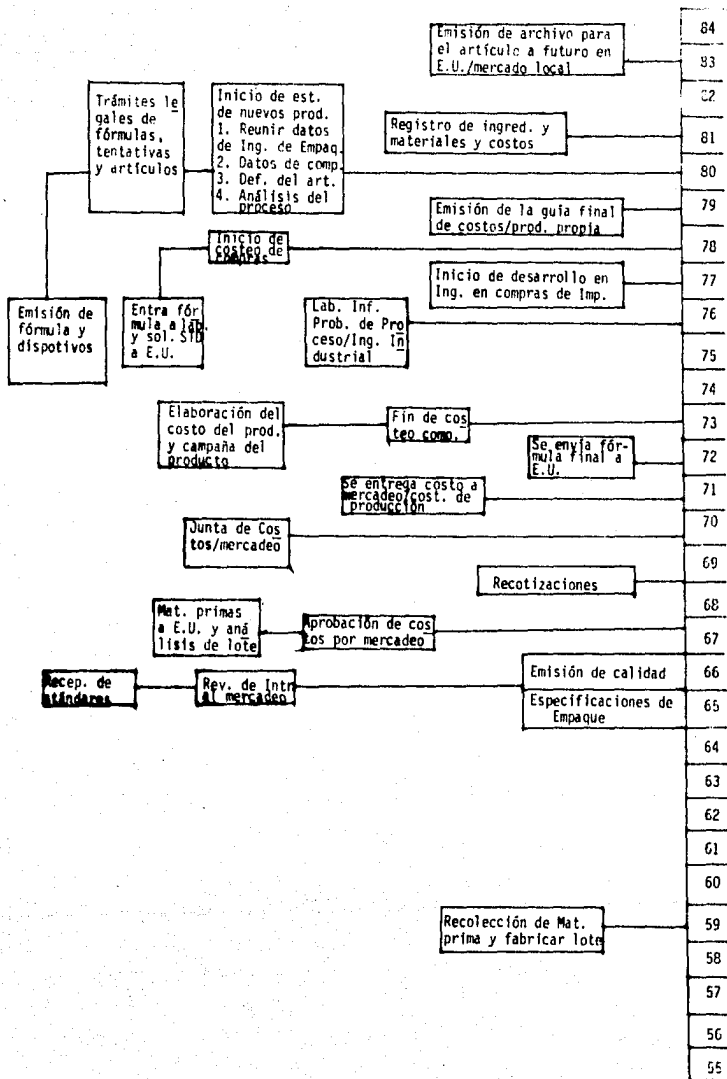 84
Emisión de archivo para
el artículo a futuro en
E.U./mercado local
83
82
Trámites le
gales de
fórmulas,
tentativas
y artículos
Inicio de est.
de nuevos prod.
1. Reunir datos
de Ing. de Empaq.
2. Datos de comp.
3. Def. del art.
4. Análisis del
proceso
Registro de ingred. y
materiales y costos
81
80
Emisión de la guia final
de costos/prod. propia
79
Inicio de
costeo de
compras
78
Inicio de desarrollo en
Ing. en compras de Imp.
77
Emisión de
fórmula y
dispotivos
Entra fór
mula a lab.
y sol. STD
a E.U.
Lab. Inf.
Prob. de Pro
ceso/Ing. In
dustrial
76
75
74
Elaboración del
costo del prod.
y campaña del
producto
Fin de cos
teo comp.
73
Se envía fór-
mula final a
E.U.
72
Se entrega costo a
mercadeo/cost. de
producción
71
Junta de Cos
tos/mercadeo
70
69
Recotizaciones
68
Mat. primas
a E.U. y aná
lisis de lote
Aprobación de cos
tos por mercadeo
67
Recep. de
stándares
Rev. de Intr
al mercadeo
Emisión de calidad
66
Especificaciones de
Empaque
65
64
63
62
61
60
Recolección de Mat.
prima y fabricar lote
59
58
57
56
55